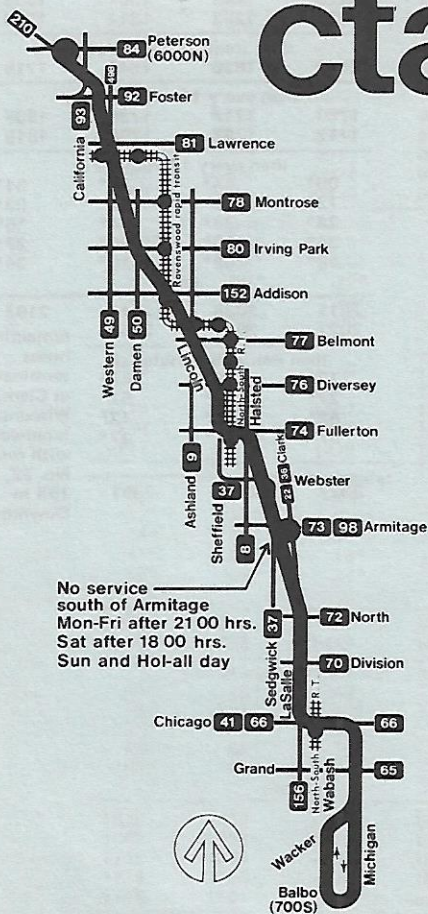 cta
210
84 Peterson
(6000N)
49B
92 Foster
93
California
81 Lawrence
Ravenswood rapid transit
78 Montrose
80 Irving Park
152 Addison
Western
49
Damen
50
Lincoln
North-South R.T.
77 Belmont
76 Diversey
Halsted
74 Fullerton
Ashland
9
Sheffield
37
8
22 36 Clark
Webster
73 98 Armitage
No service
south of Armitage
Mon-Fri after 21 00 hrs.
Sat after 18 00 hrs.
Sun and Hol-all day
37
Sedgwick
LaSalle
72 North
70 Division
Chicago 41 66
66
North-South R.T.
Wabash
Grand
65
156
Wacker
Michigan
Balbo
(700S)